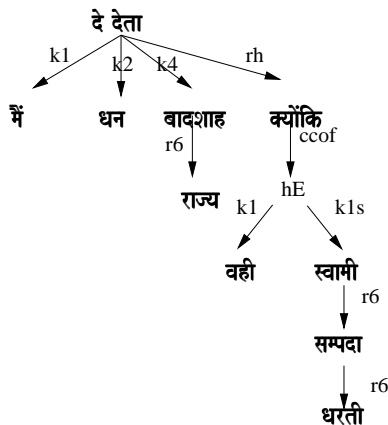 दे देता
k1 k2 k4 rh
मैं धन बादशाह क्योंकि
r6 ccof
राज्य hE
k1 k1s
वही स्वामी
r6
सम्पदा
r6
धरती